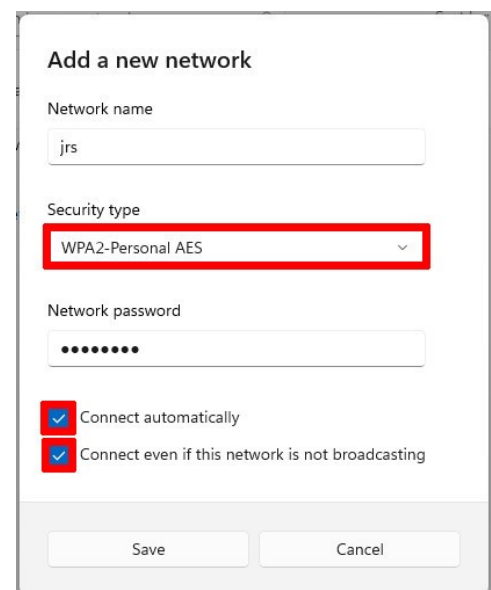 Add a new network
Network name
jrs
Security type
WPA2-Personal AES
Network password
••••••••
Connect automatically
Connect even if this network is not broadcasting
Save
Cancel